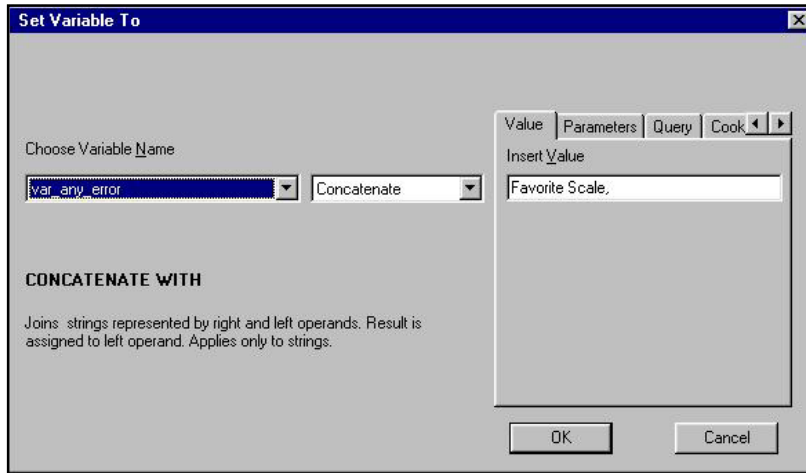 Set Variable To
Choose Variable Name
var_any_error
Concatenate
CONCATENATE WITH
Joins strings represented by right and left operands. Result is
assigned to left operand. Applies only to strings.
Value Parameters Query Cook
Insert Value
Favorite Scale,
OK Cancel